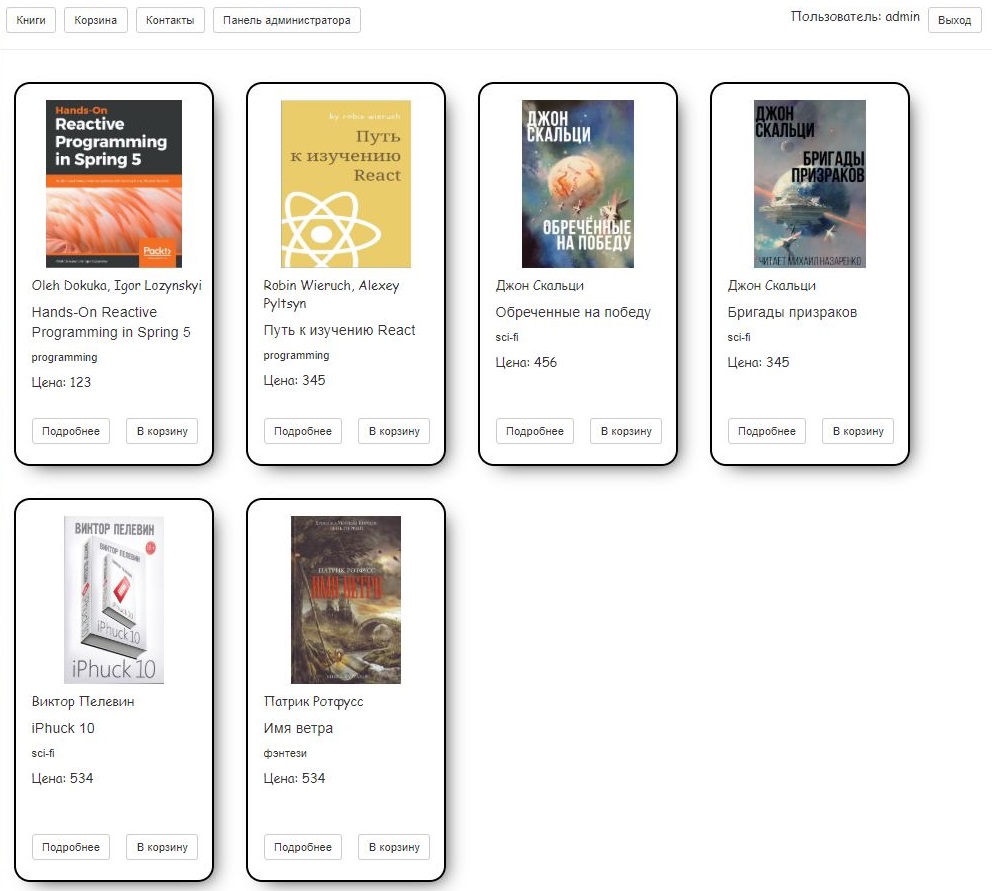 Книги
Корзина
Контакты
Панель администратора
Пользователь: admin
Выход
Hands-On
Reactive
Programming
in Spring 5
Packt>
Oleh Dokuka, Igor Lozynskyi
Hands-On Reactive
Programming in Spring 5
programming
Цена: 123
Подробнее
В корзину
by robin wieruch
Путь
к изучению
React
Robin Wieruch, Alexey
Pyltsyn
Путь к изучению React
programming
Цена: 345
Подробнее
В корзину
ДЖОН
СКАЛЬЦИ
ОБРЕЧЁННЫЕ
НА ПОБЕДУ
Джон Скальци
Обреченные на победу
sci-fi
Цена: 456
Подробнее
В корзину
ДЖОН
СКАЛЬЦИ
БРИГАДЫ
ПРИЗРАКОВ
ЧИТАЕТ МИХАИЛ НАЗАРЕНКО
Джон Скальци
Бригады призраков
sci-fi
Цена: 345
Подробнее
В корзину
ВИКТОР ПЕЛЕВИН
ВИКТОР ПЕЛЕВИН
iPhuck 10
iPhuck 10
Виктор Пелевин
iPhuck 10
sci-fi
Цена: 534
Подробнее
В корзину
ПАТРИК РОТФУСС
ИМЯ ВЕТРА
Патрик Ротфусс
Имя ветра
фэнтези
Цена: 534
Подробнее
В корзину